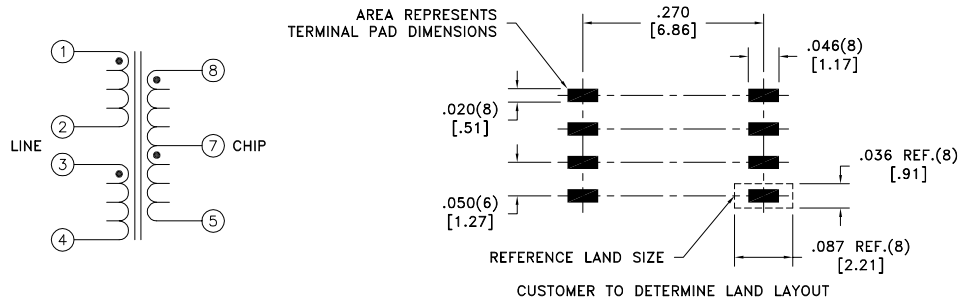 1
2
LINE
3
4
8
7
CHIP
5
AREA REPRESENTS
TERMINAL PAD DIMENSIONS
.270
[6.86]
.046(8)
[1.17]
.020(8)
[.51]
.036 REF.(8)
[.91]
.050(6)
[1.27]
.087 REF.(8)
[2.21]
REFERENCE LAND SIZE
CUSTOMER TO DETERMINE LAND LAYOUT